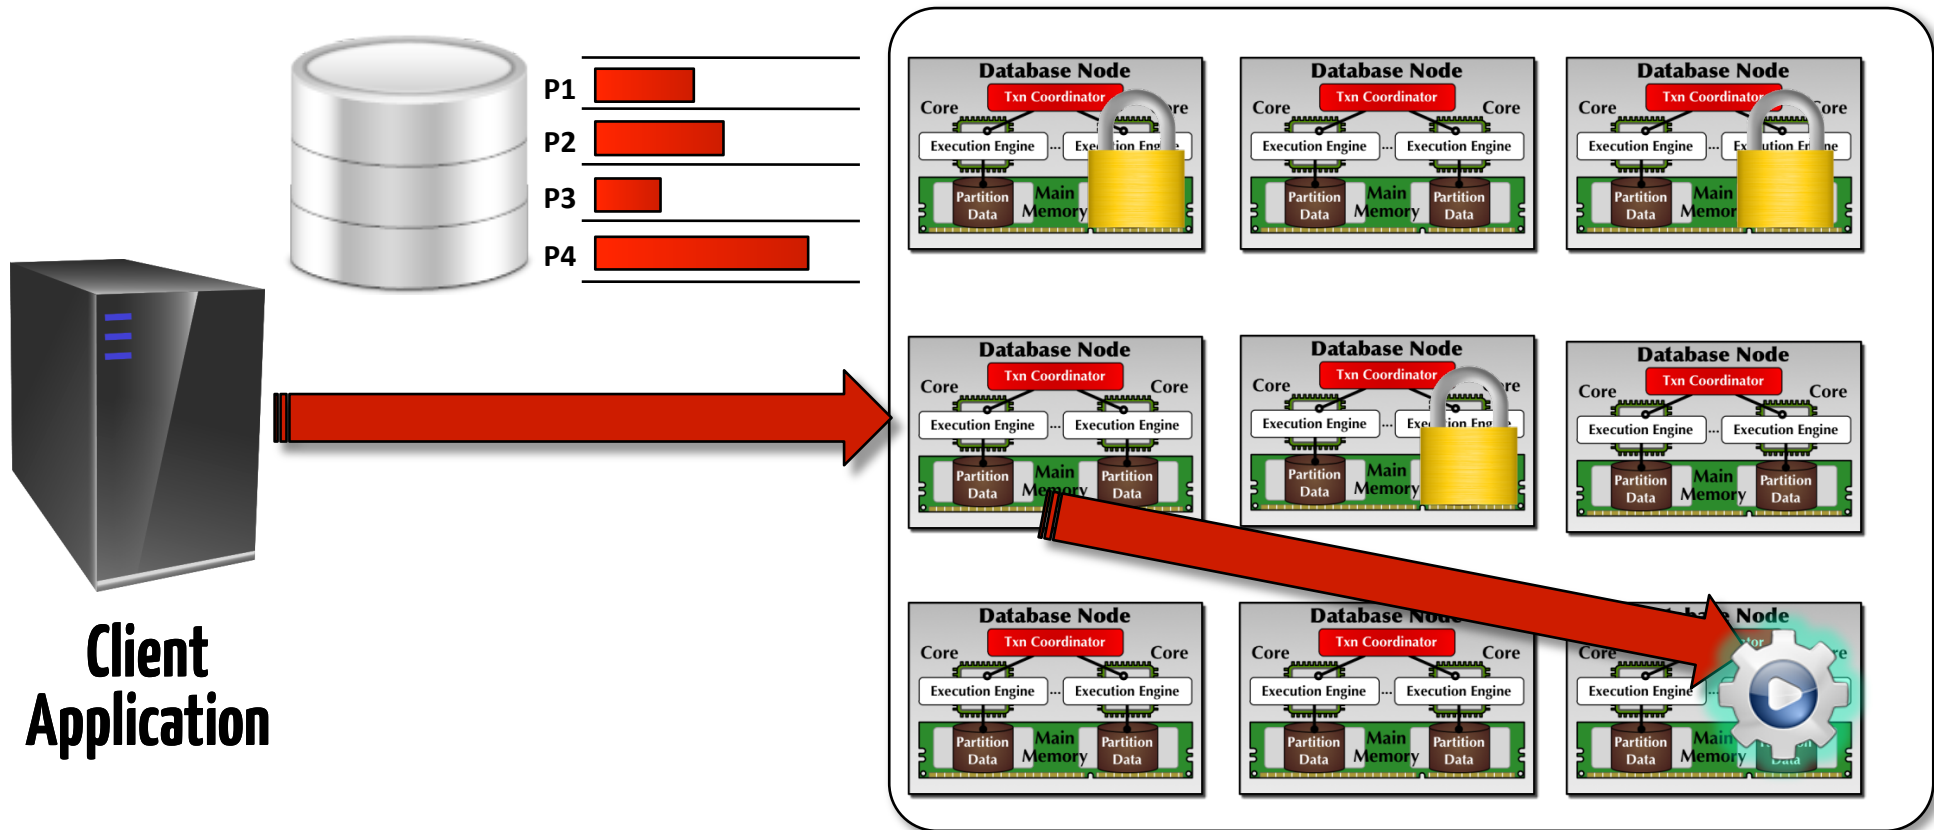 P1
P2
P3
P4
Client
Application
Database Node
Txn Coordinator
Core
Execution Engine ...
Partition
Data
Main
Memory
Database Node
Txn Coordinator
Core Core
Execution Engine ... Execution Engine
Partition Main Partition
Data Memory Data
Database Node
Txn Coordinator
Core
Execution Engine ...
Partition
Data
Main
Database Node
Txn Coordinator
Core Core
Execution Engine ... Execution Engine
Partition Main Partition
Data Memory Data
Database Node
Txn Coordinator
Core
Execution Engine ...
Partition Main
Data Memory
Database Node
Txn Coordinator
Core Core
Execution Engine ... Execution Engine
Partition Main Partition
Data Memory Data
Database Node
Txn Coordinator
Core Core
Execution Engine ... Execution Engine
Partition Main Partition
Data Memory Data
Database Node
Txn Coordinator
Core Core
Execution Engine ... Execution Engine
Partition Main Partition
Data Memory Data
Node
Core
Execution Engine
Partition Main
Data Memory Data